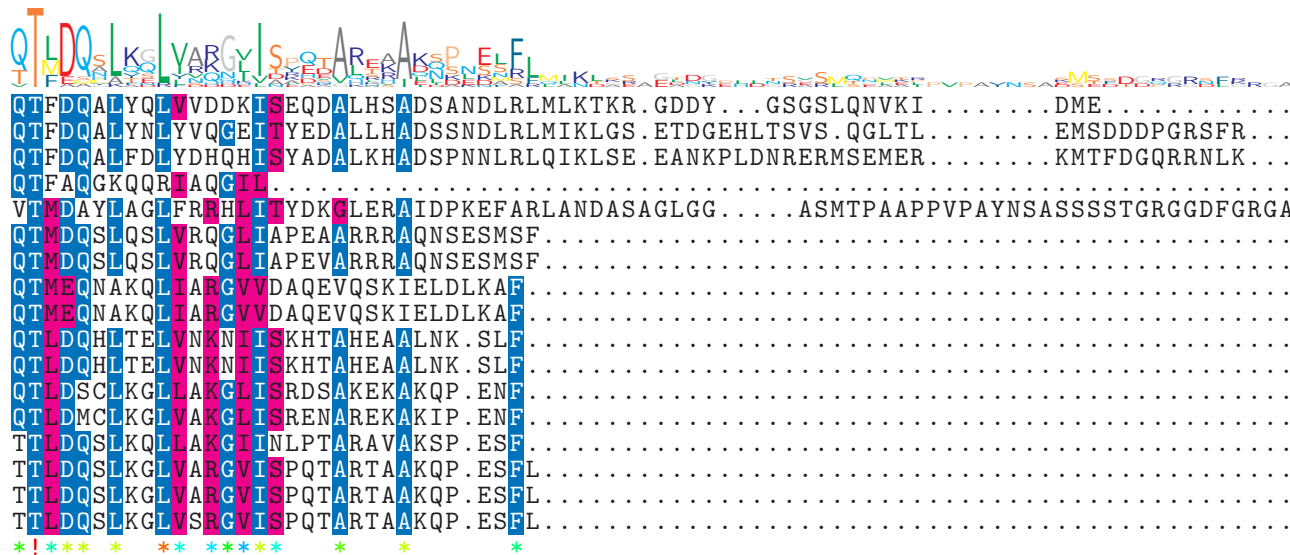 QTFDQALYQLVVDDKISEQDALHSADSANDLRLMLKTKR.GDDY...GSGSLQNVKI........DME............
QTFDQALYNLYVQGEITYEDALLHADSSNDLRLMIKLGS.ETDGEHLTSVS.QGLTL........EMSDDDPGRSFR...
QTFDQALFDLYDHQHISYADALKHADSPNNLRLQIKLSE.EANKPLDNRERMSEMER........KMTFDGQRRNLK...
QTFAQGKQQRIAQGIL................................................................
VTMDAYLAGLFRRHLITYDKGLERAIDPKEFARLANDASAGLGG.....ASMTPAAPPVPAYNSASSSSTGRGGDFGRGA
QTMDQSLQSLVRQGLIAPEAARRRAQNSESMSF...............................................
QTMDQSLQSLVRQGLIAPEVARRRAQNSESMSF...............................................
QTMEQNAKQLIARGVVDAQEVQSKIELDLKAF................................................
QTMEQNAKQLIARGVVDAQEVQSKIELDLKAF................................................
QTLDQHLTELVNKNIISKHTAHEAALNK.SLF................................................
QTLDQHLTELVNKNIISKHTAHEAALNK.SLF................................................
QTLDSCLKGLLAKGLISRDSAKEKAKQP.ENF................................................
QTLDMCLKGLVAKGLISRENAREKAKIP.ENF................................................
TTLDQSLKQLLAKGIINLPTARAVAKSP.ESF................................................
TTLDQSLKGLVARGVISPQTARTAAKQP.ESFL...............................................
TTLDQSLKGLVARGVISPQTARTAAKQP.ESFL...............................................
TTLDQSLKGLVSRGVISPQTARTAAKQP.ESFL...............................................
*!*** *  ** *****   *   *      *